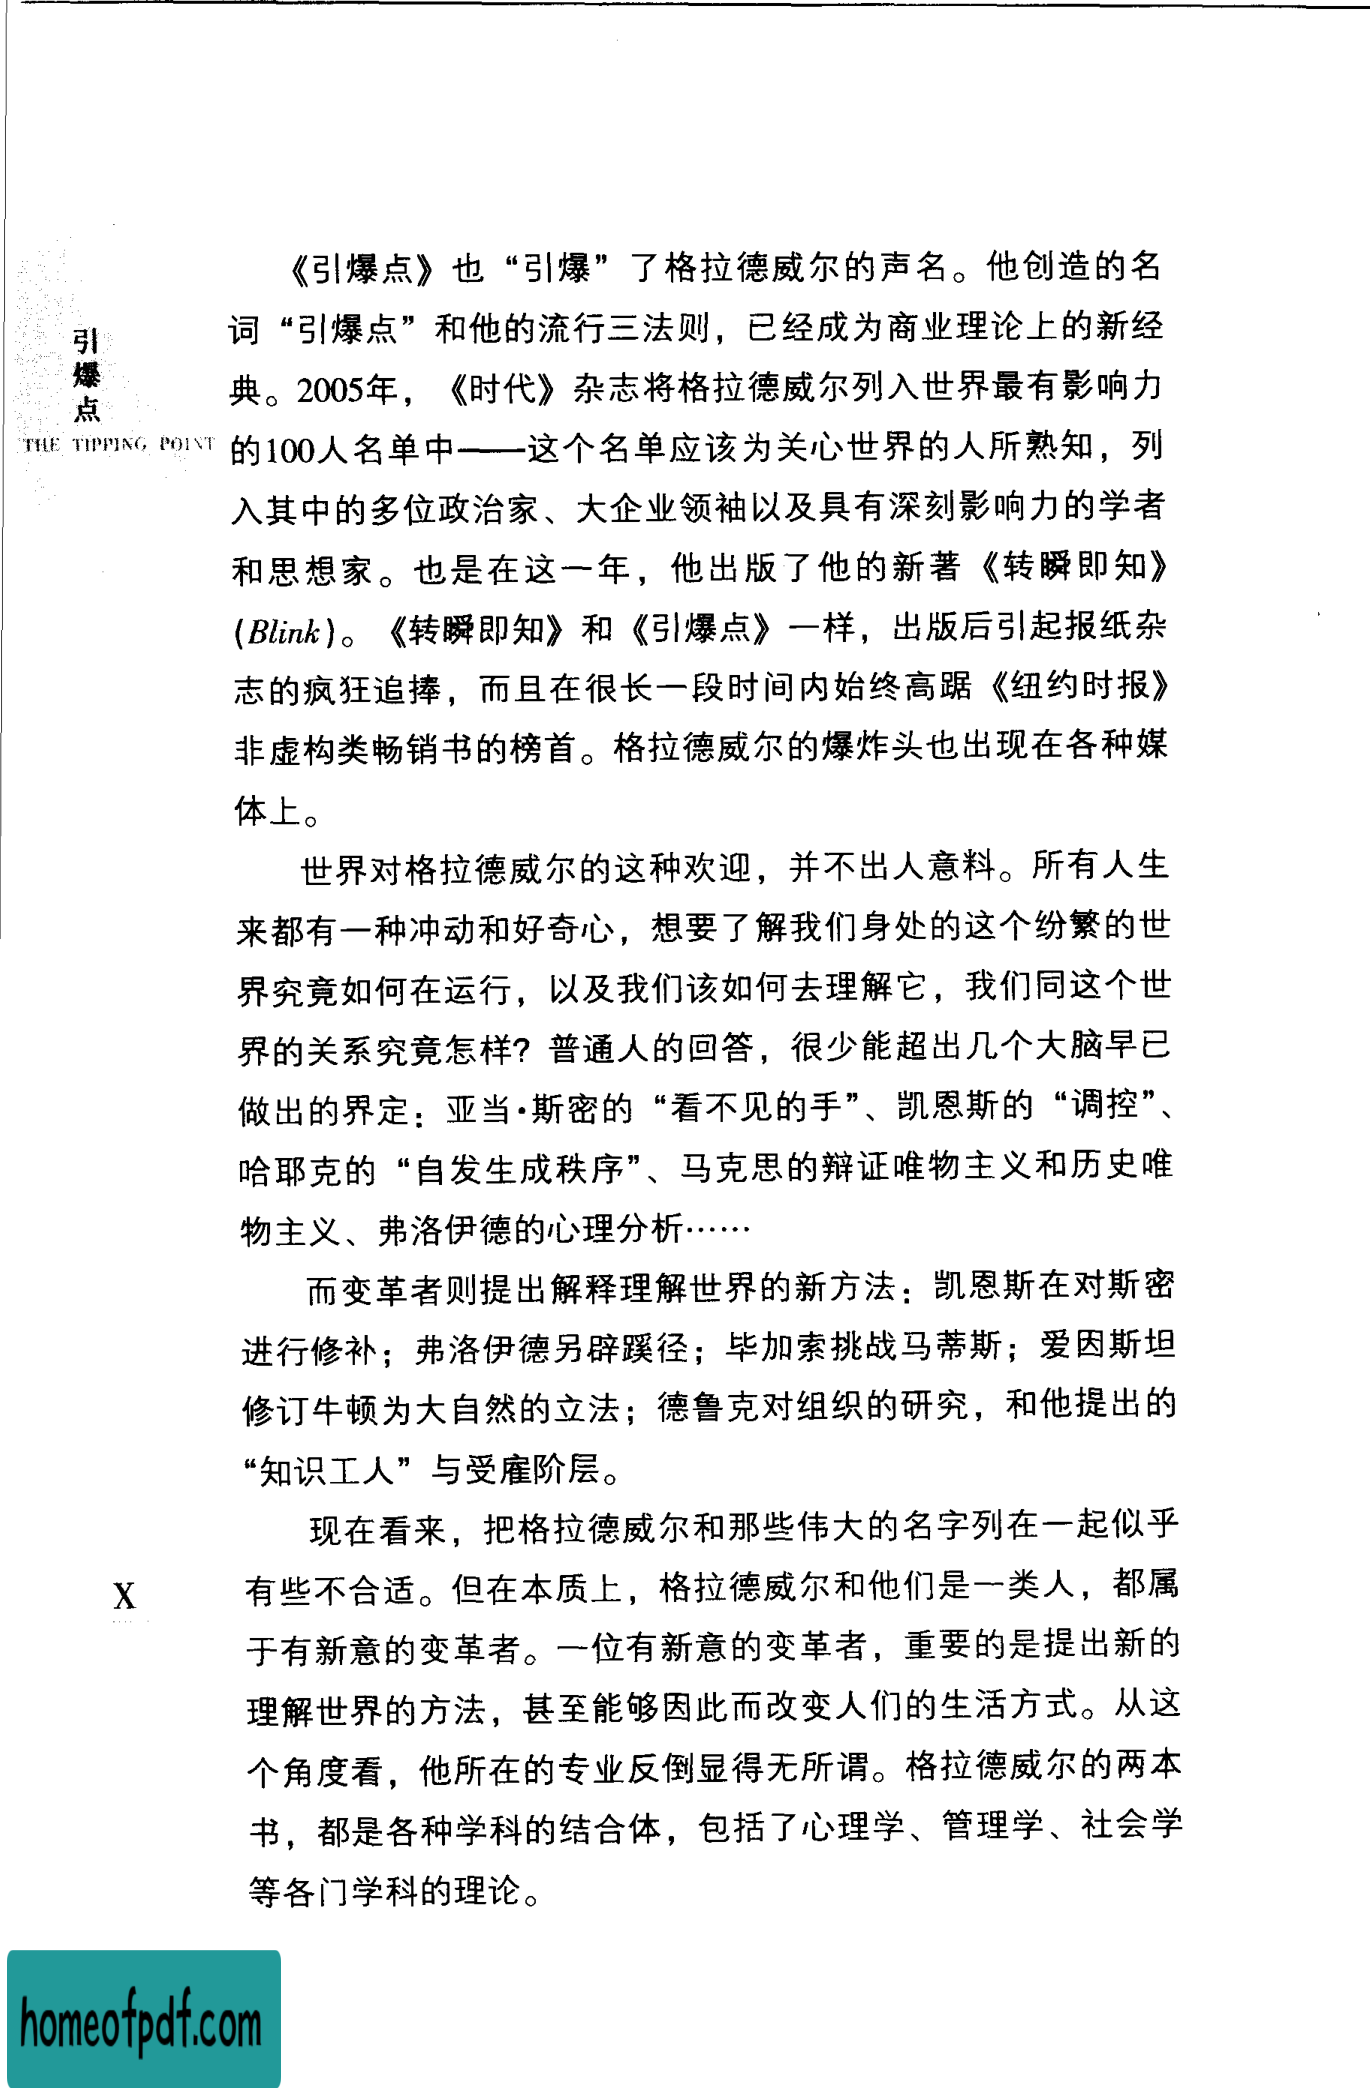 《引爆点》也“引爆”了格拉德威尔的声名。他创造的名
词“引爆点”和他的流行三法则，已经成为商业理论上的新经
典。2005年，《时代》杂志将格拉德威尔列入世界最有影响力
的100人名单中——这个名单应该为关心世界的人所熟知，列
入其中的多位政治家、大企业领袖以及具有深刻影响力的学者
和思想家。也是在这一年，他出版了他的新著《转瞬即知》
(Blink)。《转瞬即知》和《引爆点》一样，出版后引起报纸杂
志的疯狂追捧，而且在很长一段时间内始终高踞《纽约时报》
非虚构类畅销书的榜首。格拉德威尔的爆炸头也出现在各种媒
体上。
世界对格拉德威尔的这种欢迎，并不出人意料。所有人生
来都有一种冲动和好奇心，想要了解我们身处的这个纷繁的世
界究竟如何在运行，以及我们该如何去理解它，我们同这个世
界的关系究竟怎样？普通人的回答，很少能超出几个大脑早已
做出的界定：亚当·斯密的“看不见的手”、凯恩斯的“调控”、
哈耶克的“自发生成秩序”、马克思的辩证唯物主义和历史唯
物主义、弗洛伊德的心理分析……
而变革者则提出解释理解世界的新方法：凯恩斯在对斯密
进行修补；弗洛伊德另辟蹊径；毕加索挑战马蒂斯；爱因斯坦
修订牛顿为大自然的立法；德鲁克对组织的研究，和他提出的
“知识工人”与受雇阶层。
现在看来，把格拉德威尔和那些伟大的名字列在一起似乎
有些不合适。但在本质上，格拉德威尔和他们是一类人，都属
于有新意的变革者。一位有新意的变革者，重要的是提出新的
理解世界的方法，甚至能够因此而改变人们的生活方式。从这
个角度看，他所在的专业反倒显得无所谓。格拉德威尔的两本
书，都是各种学科的结合体，包括了心理学、管理学、社会学
等各门学科的理论。
引
爆
点
THE TIPPING POINT
X
homeofpdf.com